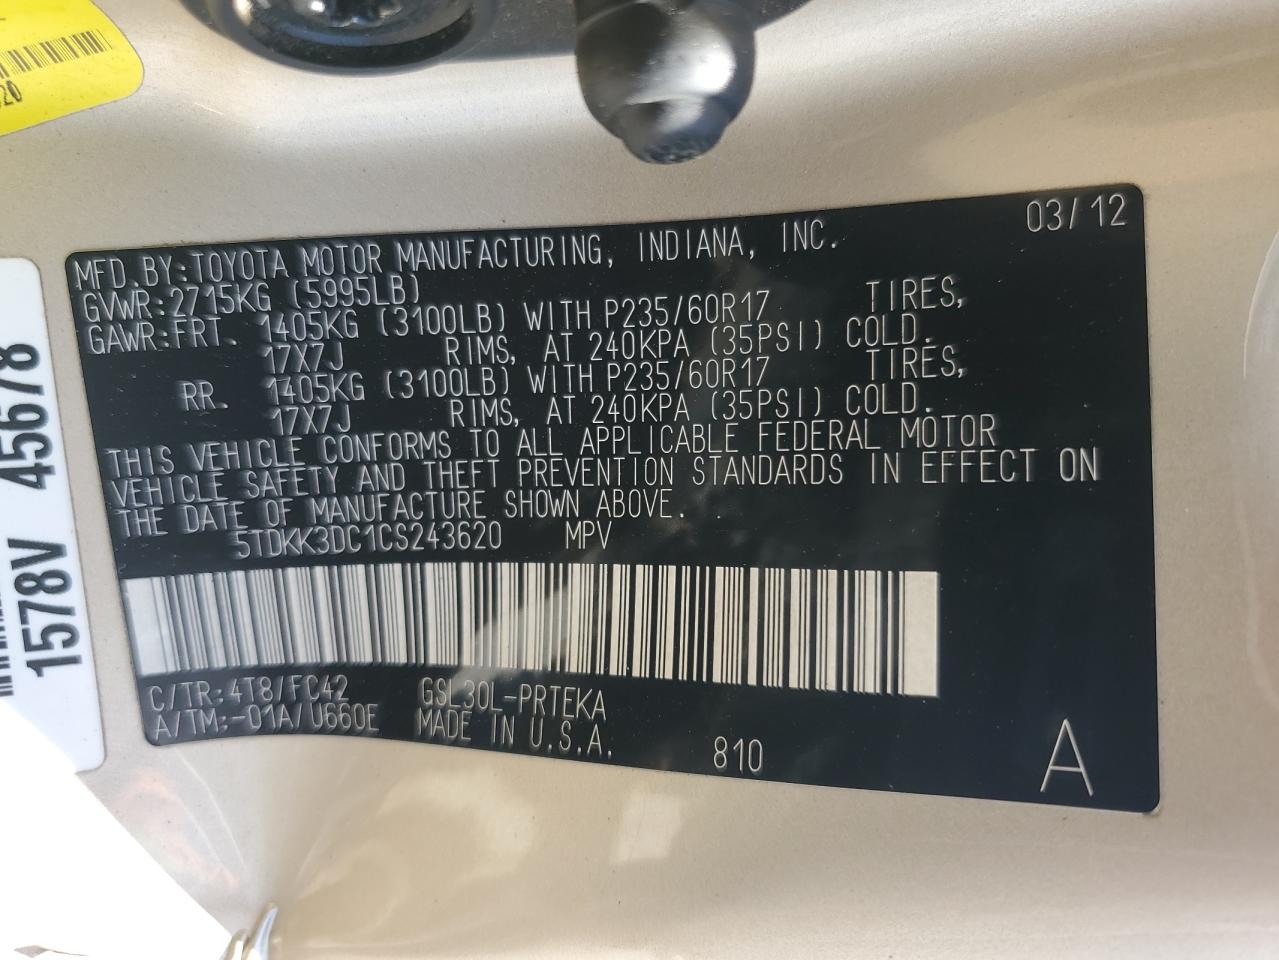 03/12
MFD.BY:TOYOTA MOTOR MANUFACTURING, INDIANA, INC.
GVWR:2715KG (5995LB)
GAWR:FRT. 1405KG (3100LB) WITH P235/60R17 TIRES,
17X7J RIMS, AT 240KPA (35PSI) COLD.
RR. 1405KG (3100LB) WITH P235/60R17 TIRES,
17X7J RIMS, AT 240KPA (35PSI) COLD.
THIS VEHICLE CONFORMS TO ALL APPLICABLE FEDERAL MOTOR
VEHICLE SAFETY AND THEFT PREVENTION STANDARDS IN EFFECT ON
THE DATE OF MANUFACTURE SHOWN ABOVE.
5TDKK3DC1CS243620 MPV
C/TR:4T8/FC42 GSL30L-PRTEKA
A/TM:-01A/U660E MADE IN U.S.A. 810
A
1578V 45678
20